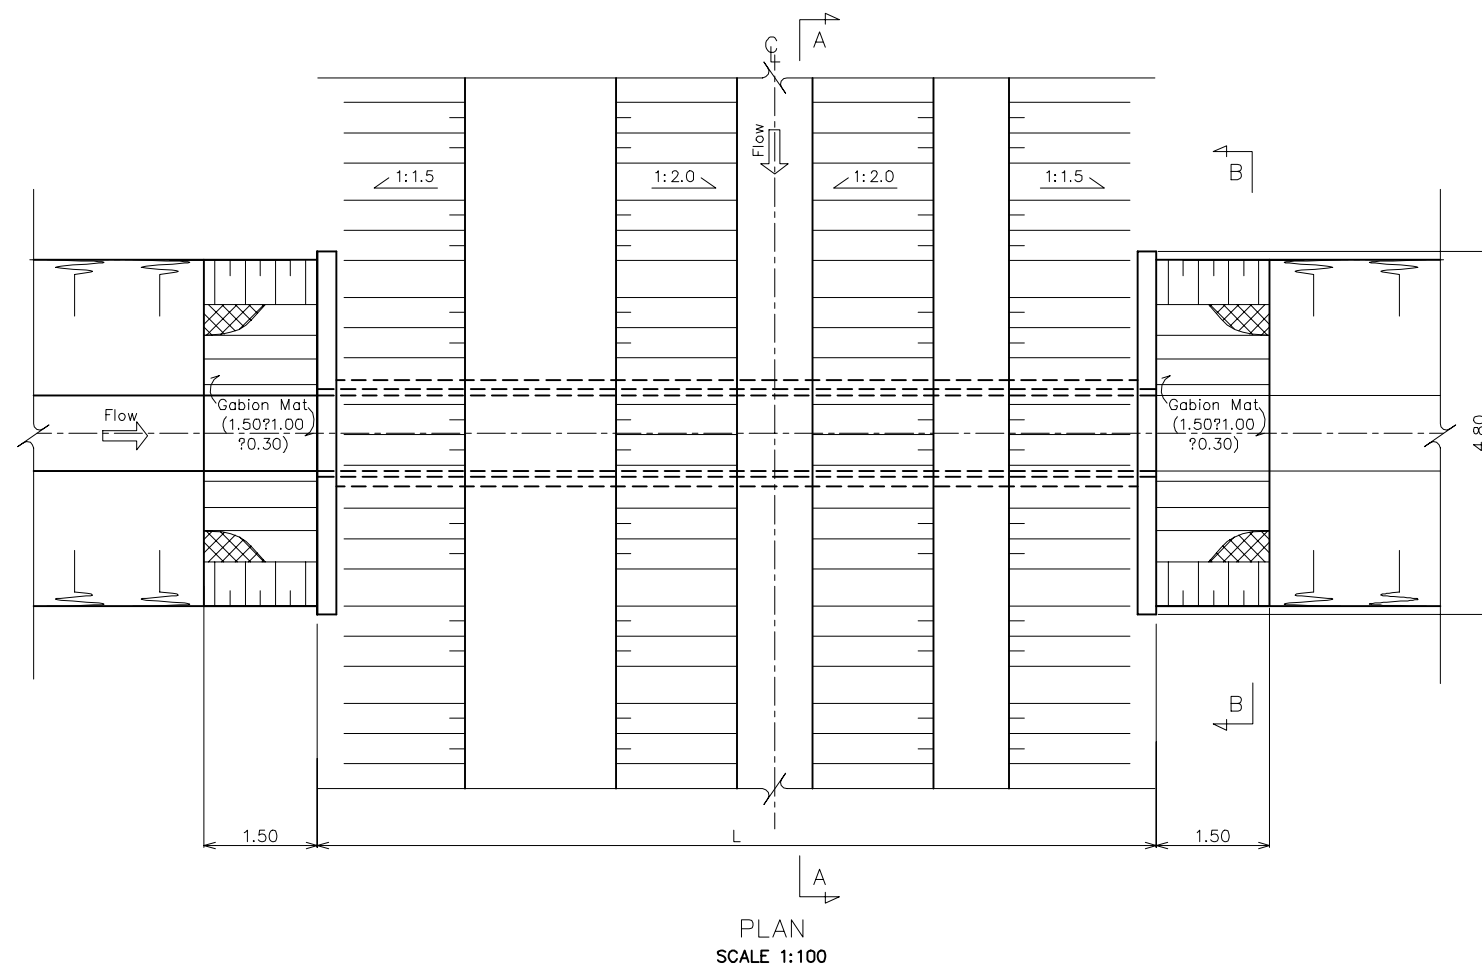 A
℄
Flow
B
1:1.5
1:2.0
1:2.0
1:1.5
Flow
Gabion Mat
(1.50?1.00
?0.30)
Gabion Mat
(1.50?1.00
?0.30)
4.80
B
1.50
L
1.50
A
PLAN
SCALE 1:100